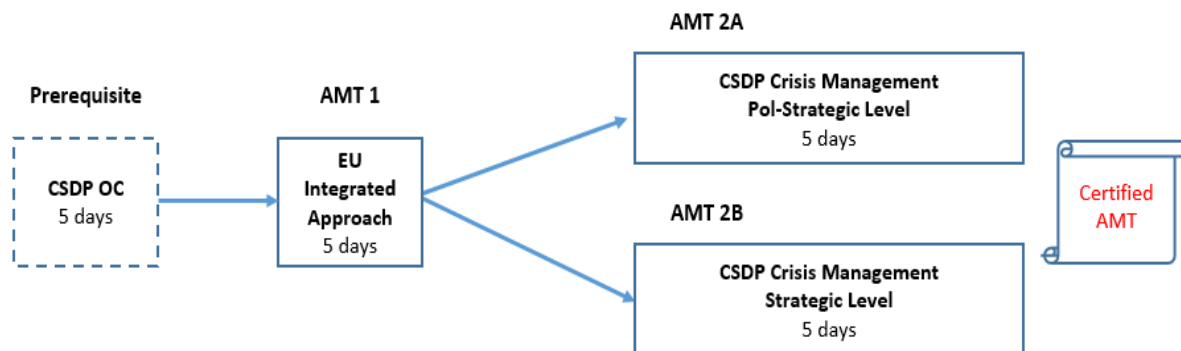 Prerequisite
CSDP OC
5 days
AMT 1
EU
Integrated
Approach
5 days
AMT 2A
CSDP Crisis Management
Pol-Strategic Level
5 days
AMT 2B
CSDP Crisis Management
Strategic Level
5 days
Certified
AMT